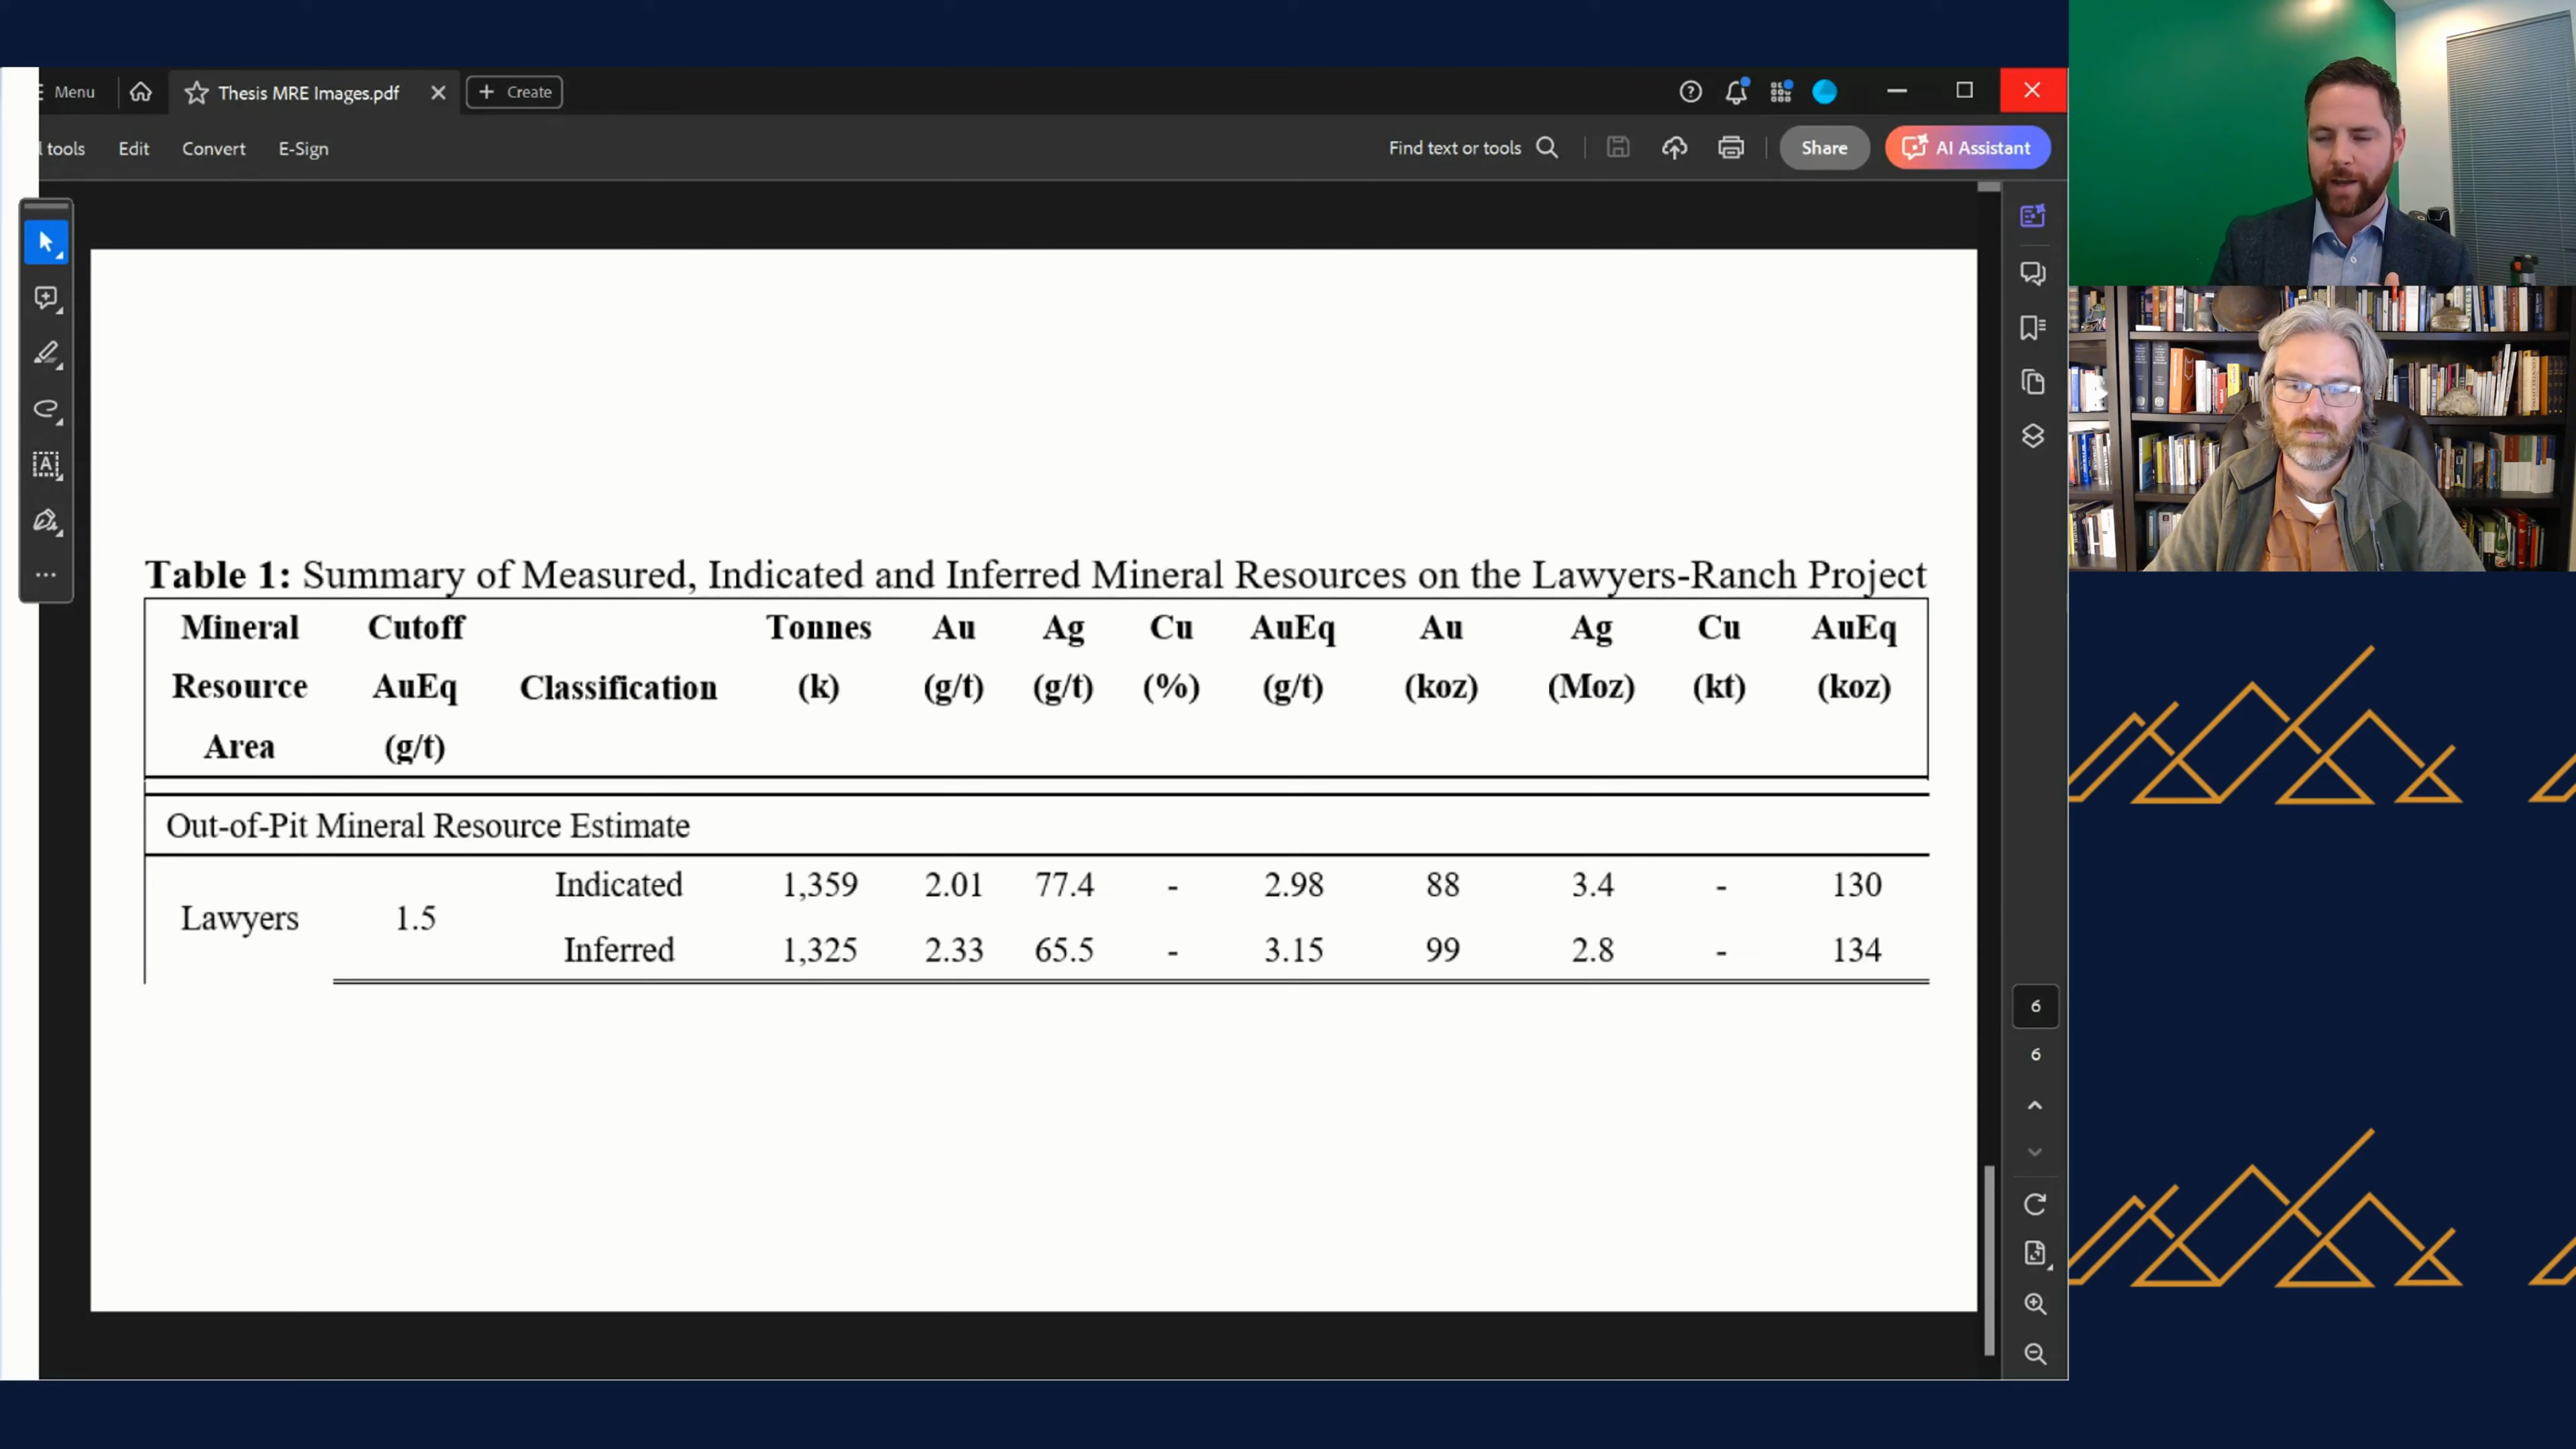 Menu
Thesis MRE Images.pdf
Create
l tools
Edit
Convert
E-Sign
Find text or tools
Share
AI Assistant
Table 1: Summary of Measured, Indicated and Inferred Mineral Resources on the Lawyers-Ranch Project
Mineral Resource Area Cutoff AuEq (g/t) Classification Tonnes (k) Au (g/t) Ag (g/t) Cu (%) AuEq (g/t) Au (koz) Ag (Moz) Cu (kt) AuEq (koz)
Out-of-Pit Mineral Resource Estimate
Lawyers 1.5
Indicated 1,359 2.01 77.4 - 2.98 88 3.4 - 130
Inferred 1,325 2.33 65.5 - 3.15 99 2.8 - 134
6
6